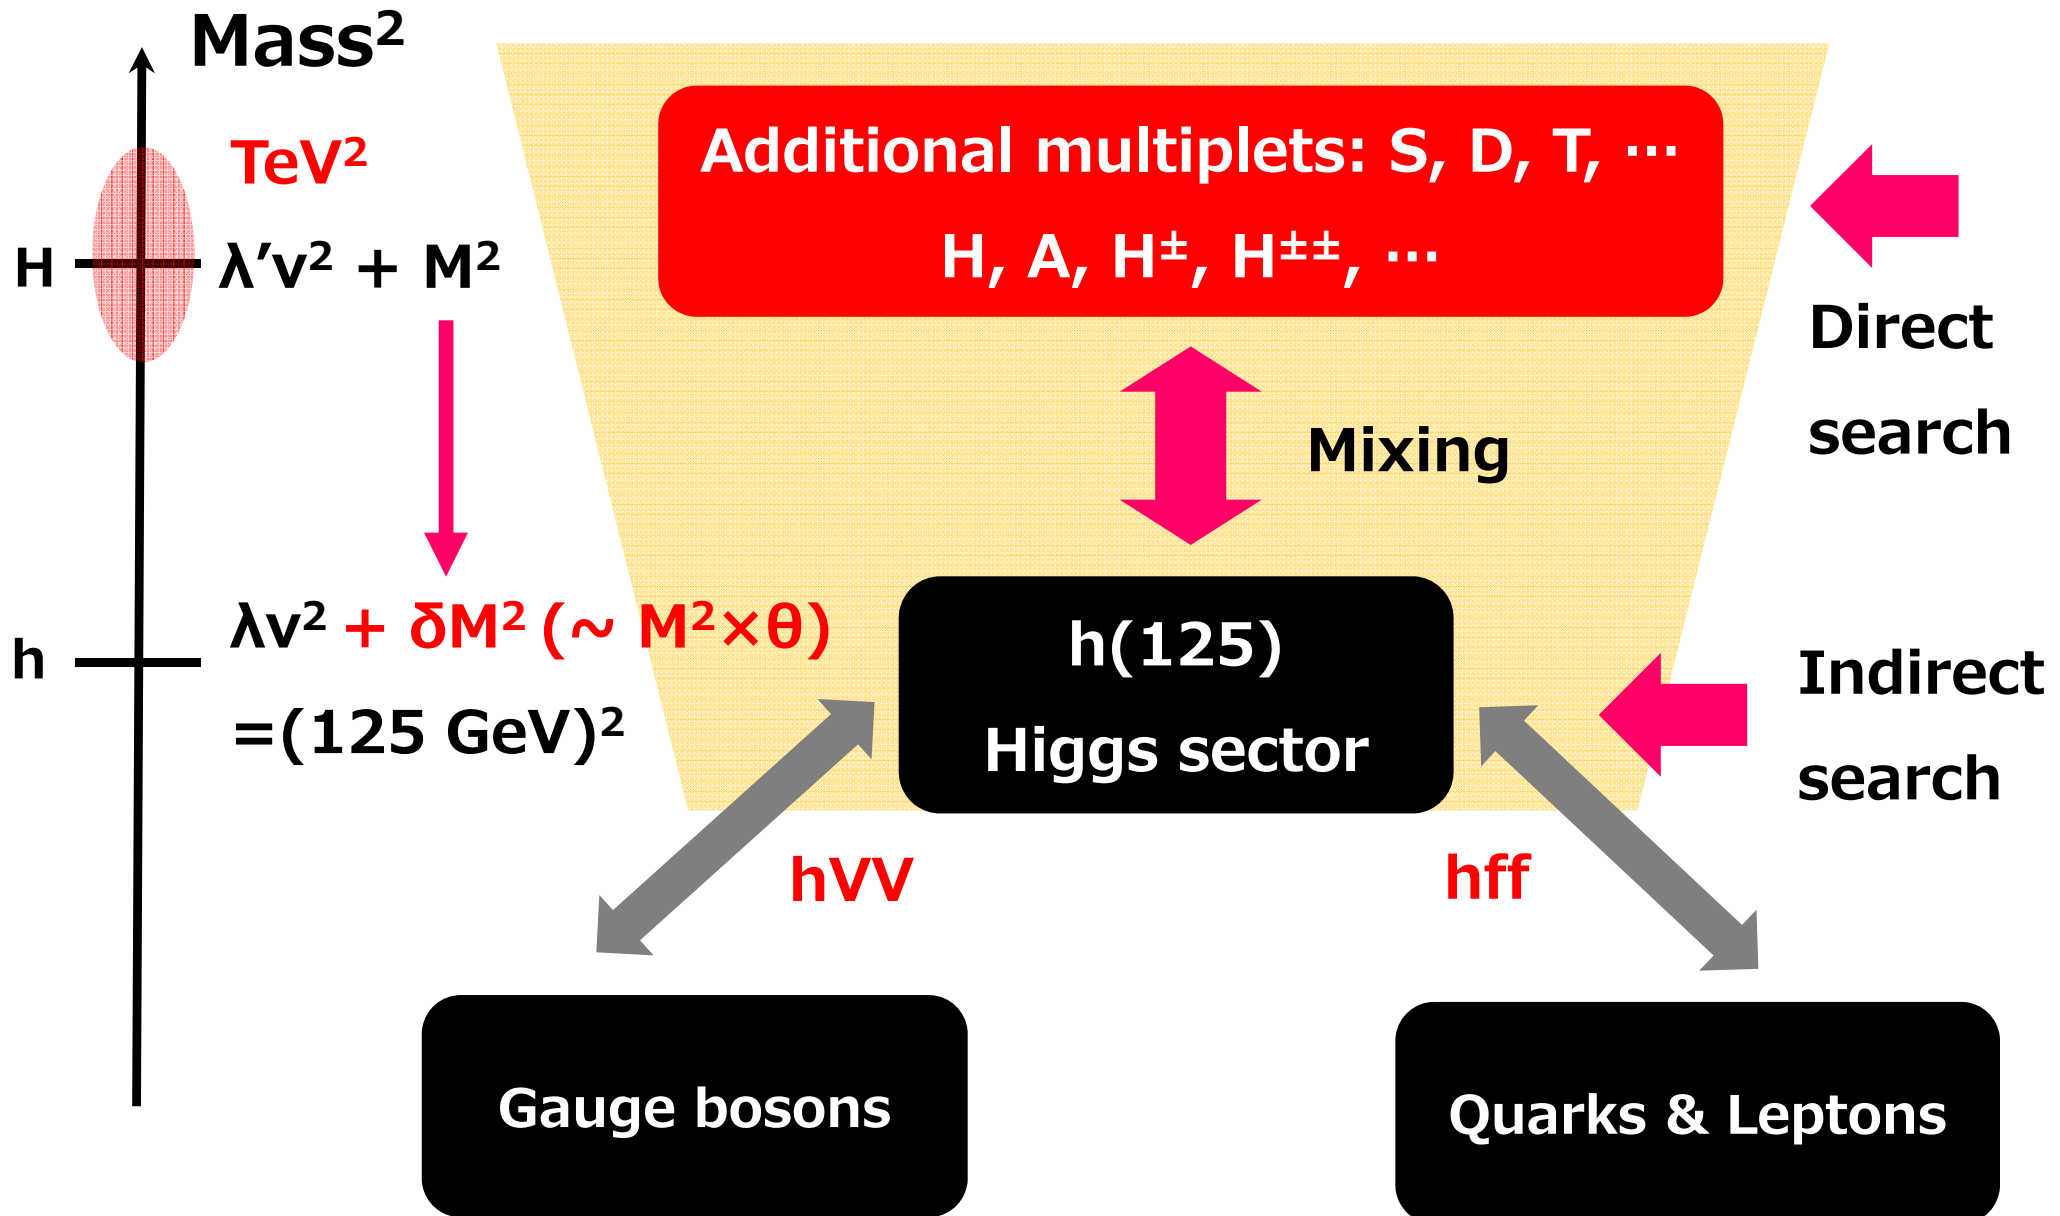 Mass²
TeV²
H
λ′v² + M²
h
λv² + δM² (~ M²×θ)
=(125 GeV)²
Additional multiplets: S, D, T, ⋯
H, A, H±, H±±, ⋯
Mixing
h(125)
Higgs sector
Direct
search
Indirect
search
hVV
hff
Gauge bosons
Quarks & Leptons